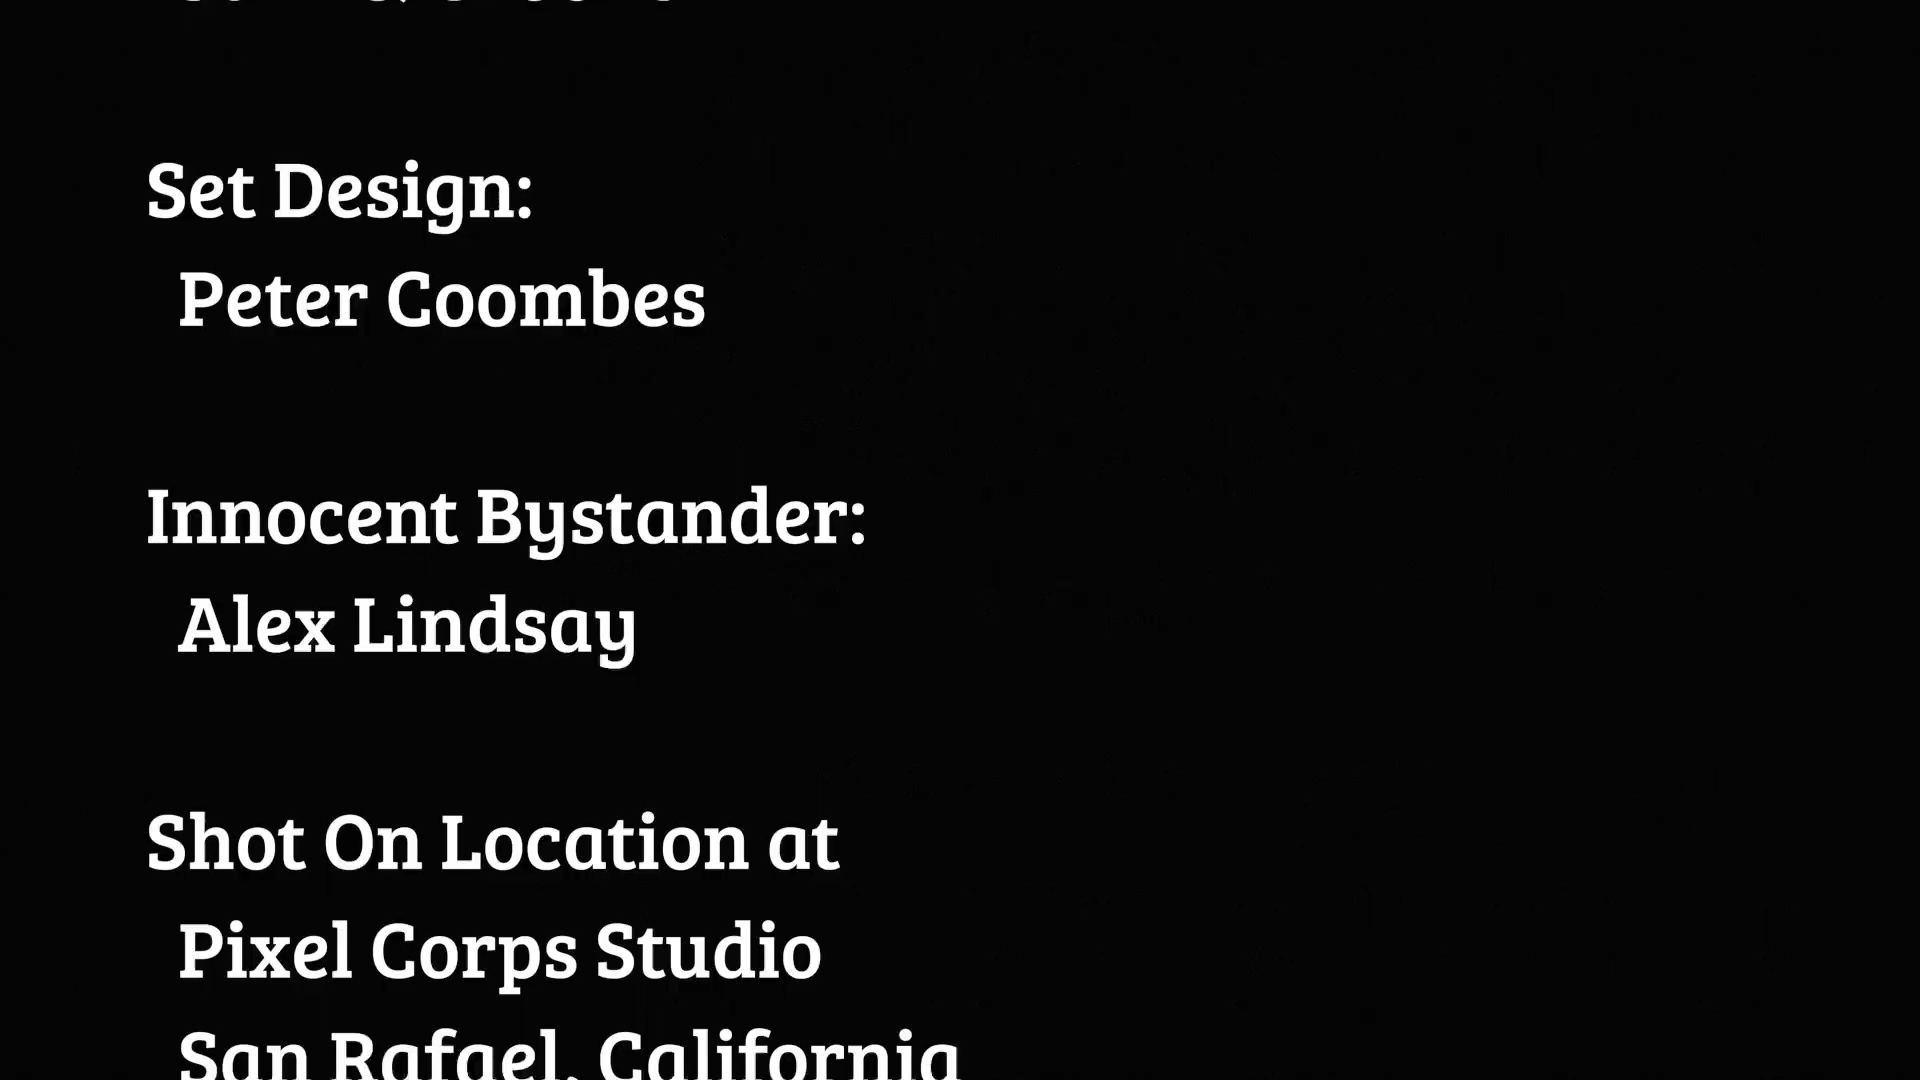 Set Design:
Peter Coombes
Innocent Bystander:
Alex Lindsay
Shot On Location at
Pixel Corps Studio
San Rafael, California